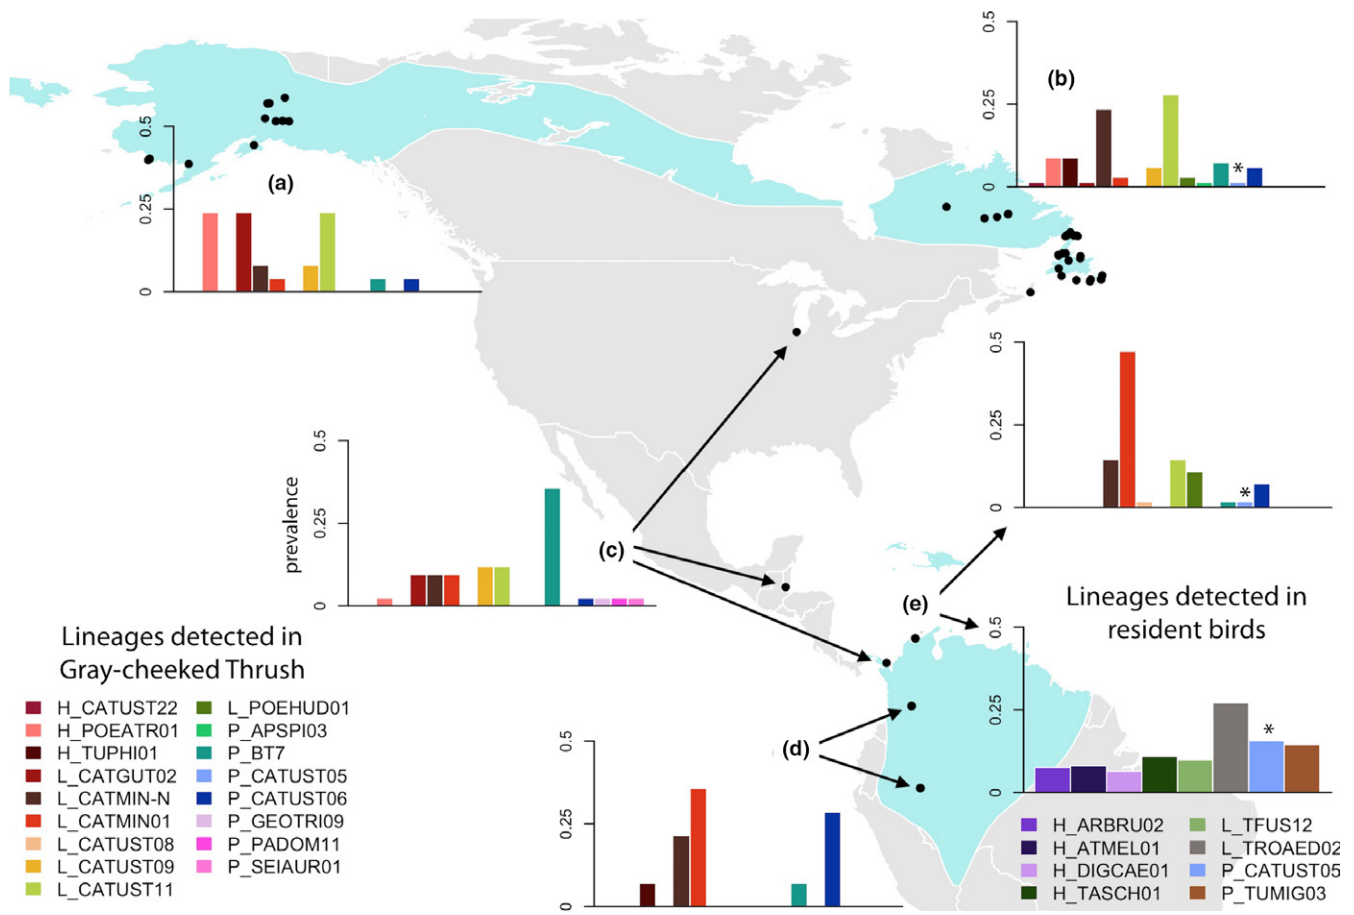 0.5
0.25
0
(a)
0.5
0.25
0
(b)
*
0.5
0.25
0
*
prevalence
0.5
0.25
0
(c)
(e)
(d)
0.5
0.25
0
Lineages detected in
resident birds
0.5
0.25
0
*
H_ARBRU02
H_ATMEL01
H_DIGCAE01
H_TASCH01
L_TFUS12
L_TROAED02
P_CATUST05
P_TUMIG03
Lineages detected in
Gray-cheeked Thrush
H_CATUST22
H_POEATR01
H_TUPHI01
L_CATGUT02
L_CATMIN-N
L_CATMIN01
L_CATUST08
L_CATUST09
L_CATUST11
L_POEHUD01
P_APSPI03
P_BT7
P_CATUST05
P_CATUST06
P_GEOTRI09
P_PADOM11
P_SEIAUR01